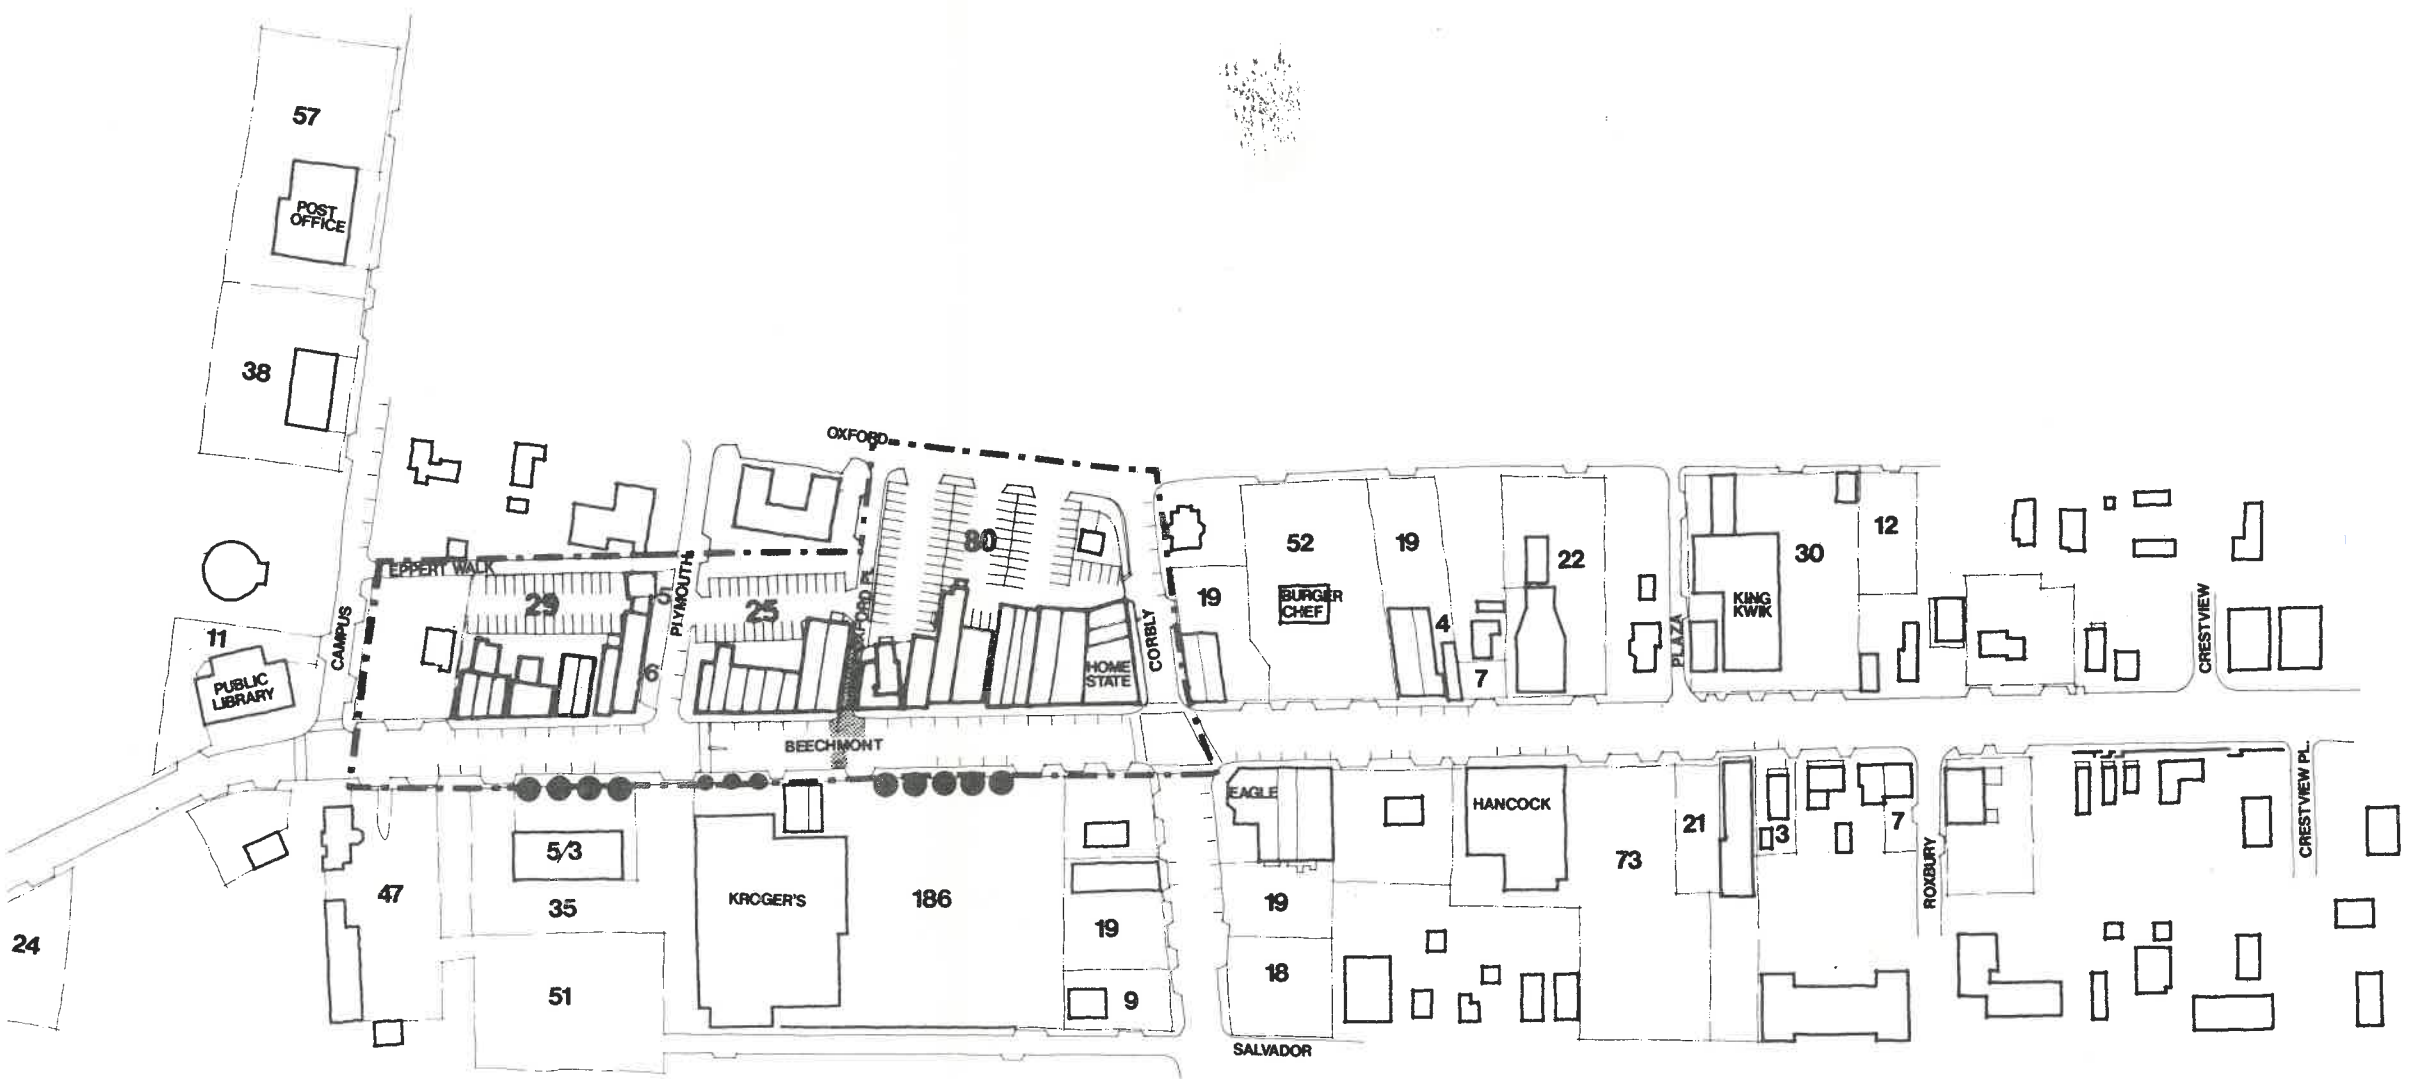 57
POST
OFFICE
38
OXFORD
EPPERT WALK
29
5
PLYMOUTH
25
80
52
19
22
30
12
19
BURGER
CHEF
KING
KWIK
11
CAMPUS
6
CORBLY
4
7
PLAZA
CRESTVIEW
PUBLIC
LIBRARY
HOME
STATE
BEECHMONT
EAGLE
HANCOCK
21
3
7
CRESTVIEW PL.
5/3
47
35
KROGER'S
186
19
19
73
ROXBURY
24
51
18
9
SALVADOR